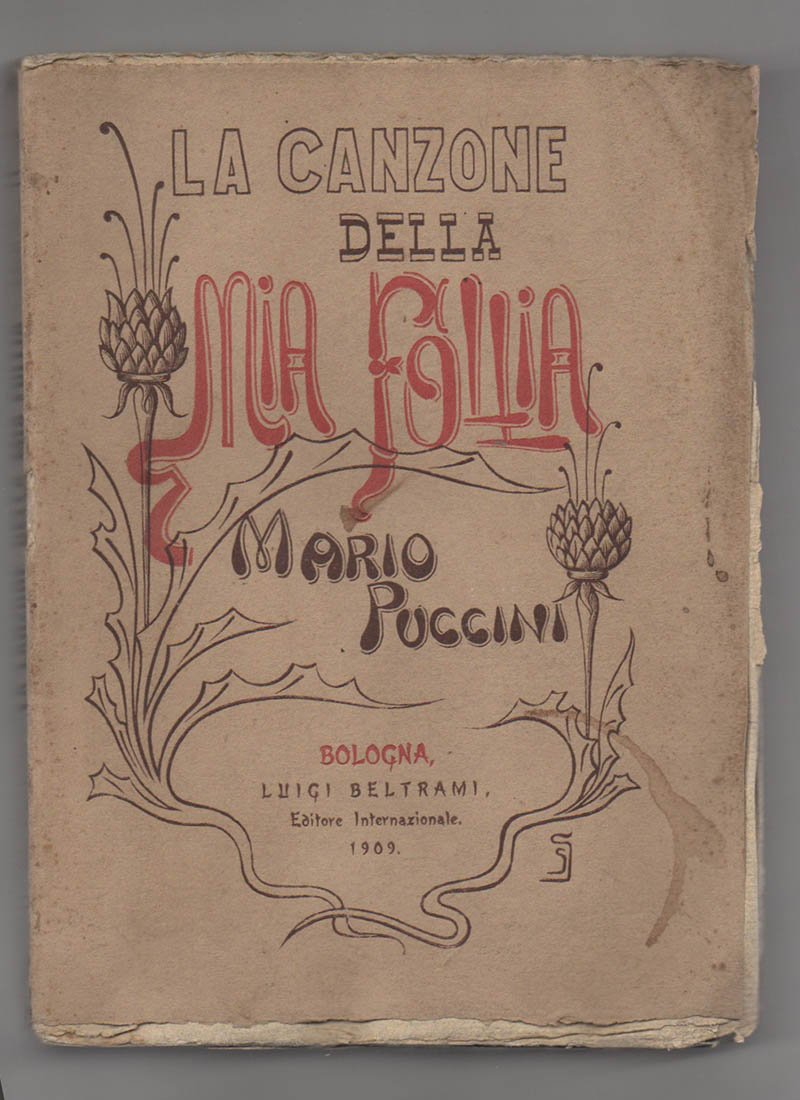 LA CANZONE
DELLA
MIA FOLLIA
MARIO
PUCCINI
BOLOGNA,
LUIGI BELTRAMI,
Editore Internazionale.
1909.